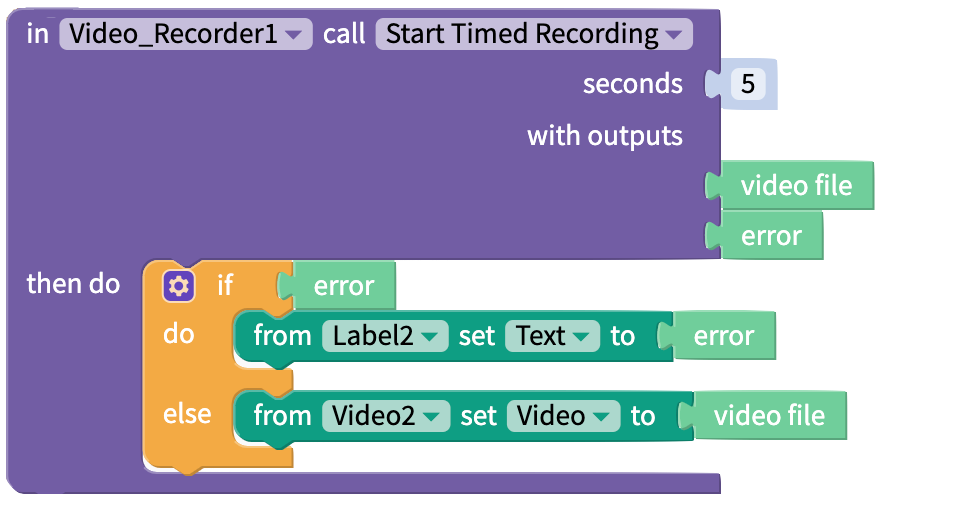 in Video_Recorder1 call Start Timed Recording
seconds 5
with outputs
video file
error
then do if error
do from Label2 set Text to error
else from Video2 set Video to video file